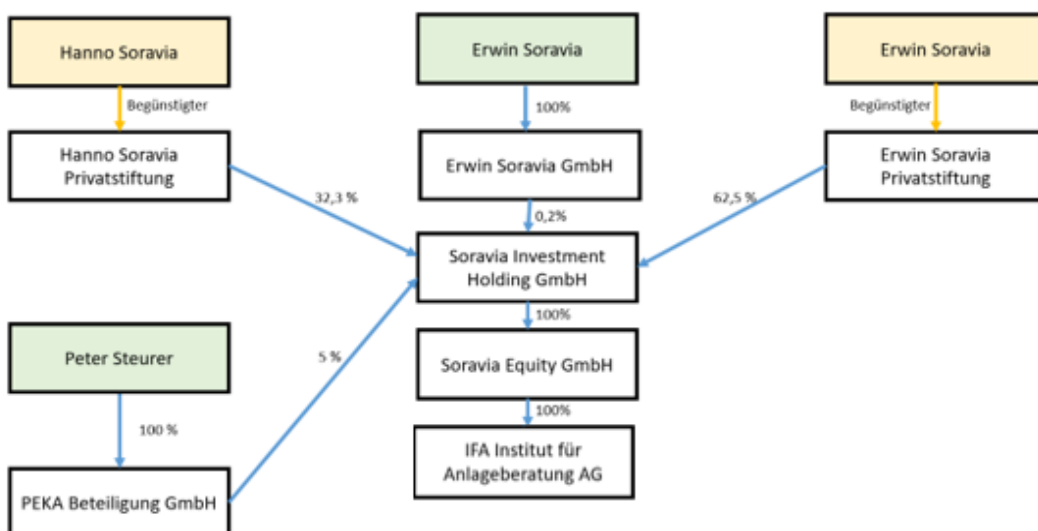 Hanno Soravia
Erwin Soravia
Erwin Soravia
Begünstigter
100%
Begünstigter
Hanno Soravia
Privatstiftung
Erwin Soravia GmbH
Erwin Soravia
Privatstiftung
32,3 %
0,2%
62,5 %
Soravia Investment
Holding GmbH
100%
Peter Steurer
5 %
Soravia Equity GmbH
100 %
100%
IFA Institut für
Anlageberatung AG
PEKA Beteiligung GmbH